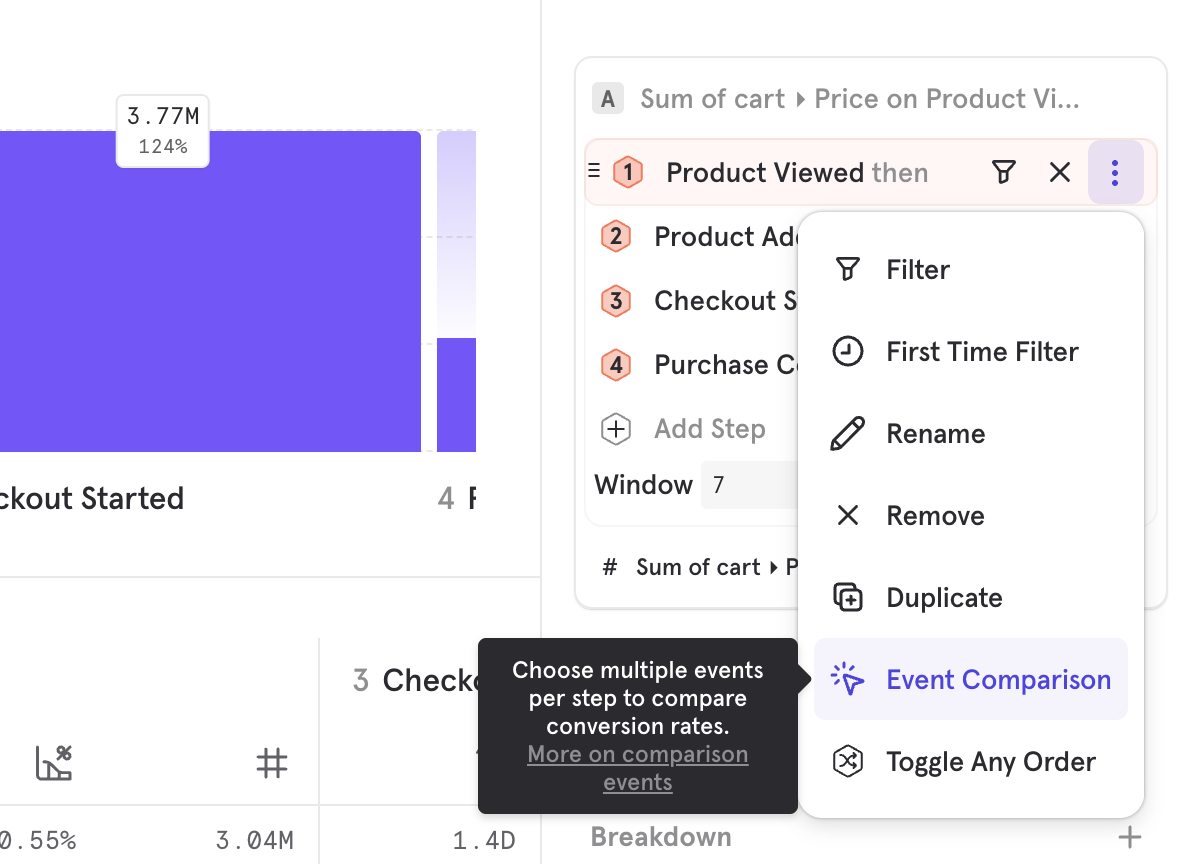 3.77M
124%
ckout Started
4
A Sum of cart Price on Product Vi...
1 Product Viewed then
2 Product Ad
3 Checkout S
4 Purchase C
Add Step
Window 7
# Sum of cart P
Filter
First Time Filter
Rename
Remove
Duplicate
Event Comparison
Toggle Any Order
Choose multiple events
per step to compare
conversion rates.
More on comparison
events
3 Checko
0.55% 3.04M 1.4D
Breakdown